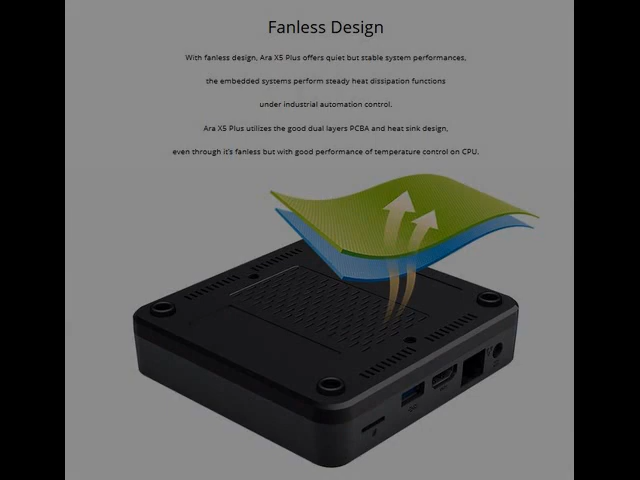 Fanless Design
With fanless design, Ara X5 Plus offers quiet but stable system performances,
the embedded systems perform steady heat dissipation functions
under industrial automation control.
Ara X5 Plus utilizes the good dual layers PCBA and heat sink design,
even through it's fanless but with good performance of temperature control on CPU.